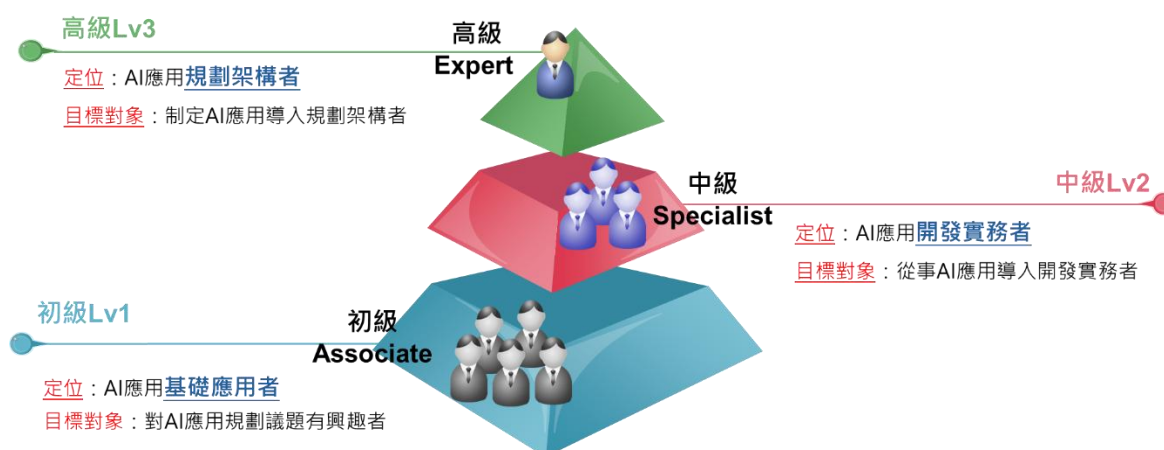 高級Lv3
高級
Expert
定位：AI應用規劃架構者
目標對象：制定AI應用導入規劃架構者
中級
Specialist
中級Lv2
定位：AI應用開發實務者
目標對象：從事AI應用導入開發實務者
初級Lv1
初級
Associate
定位：AI應用基礎應用者
目標對象：對AI應用規劃議題有興趣者